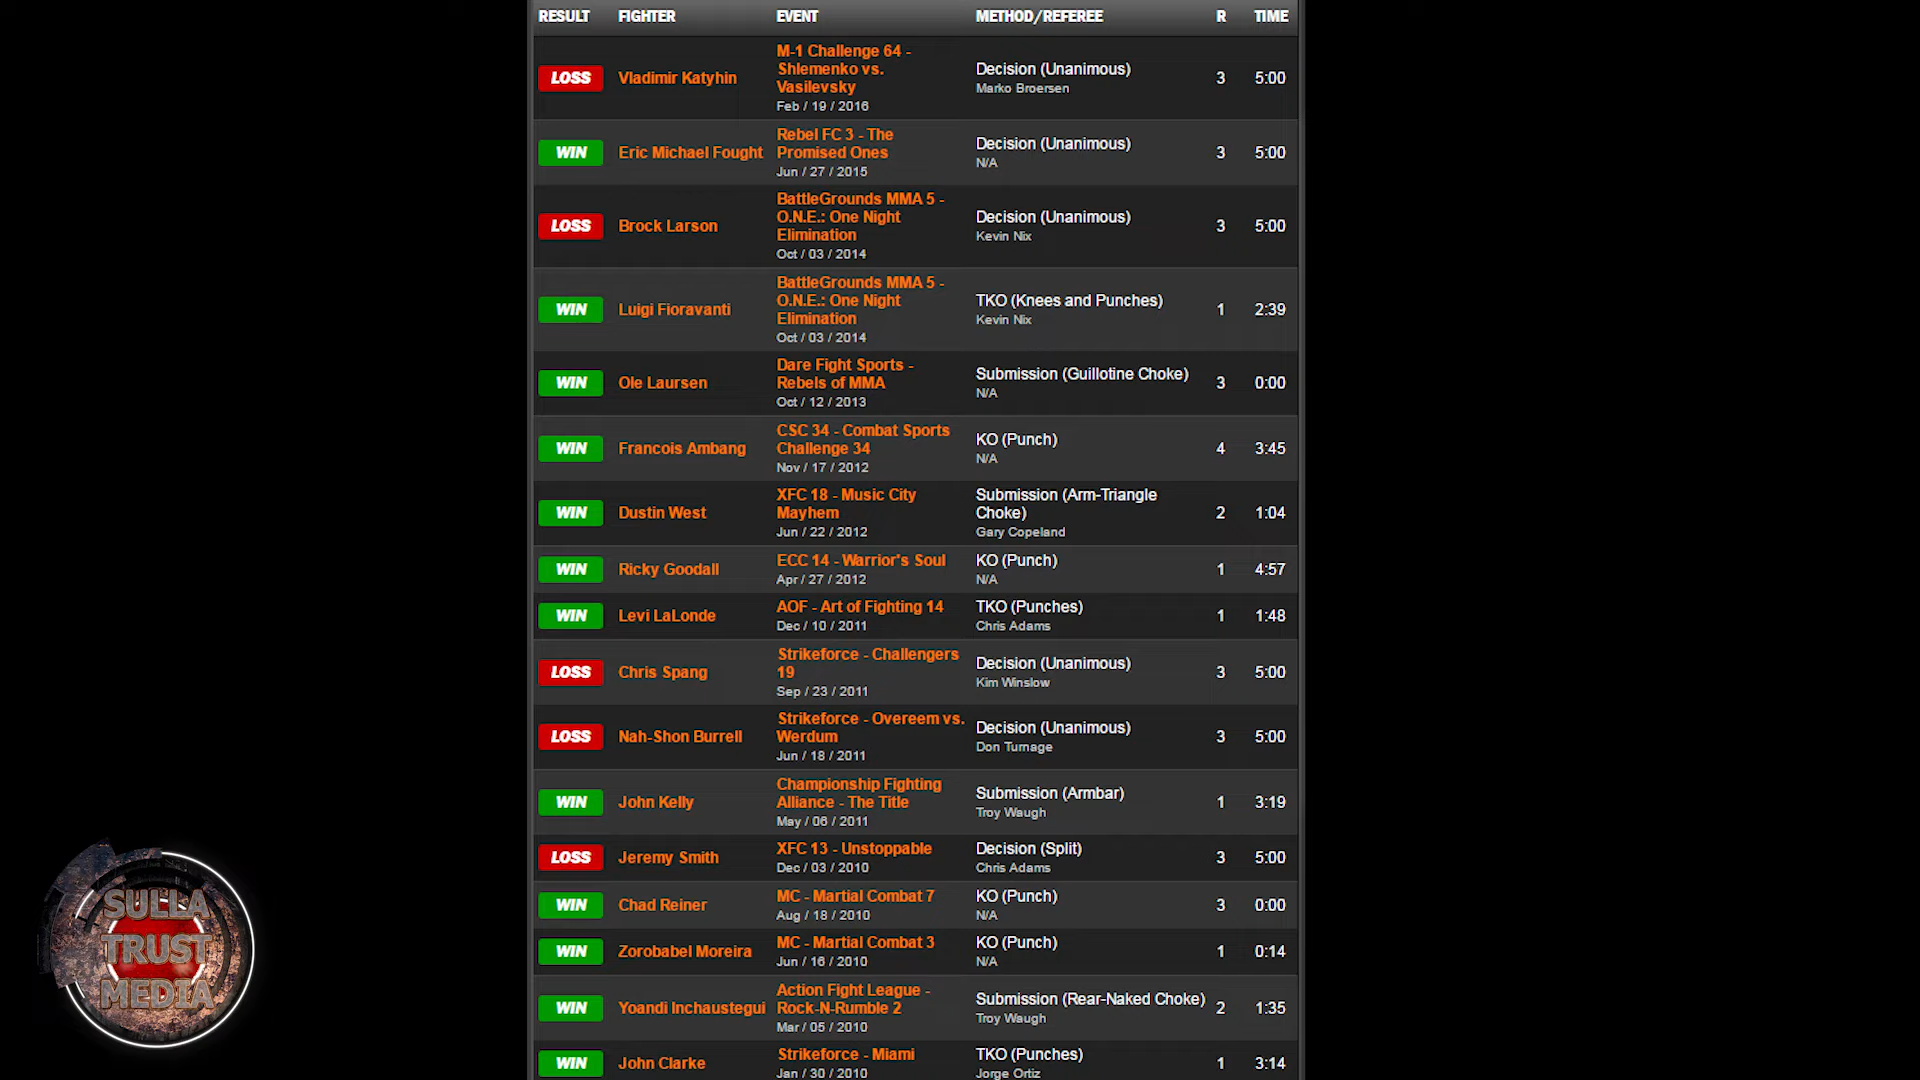 RESULT FIGHTER EVENT METHOD/REFEREE R TIME
M-1 Challenge 64 -
Shlemenko vs.
Vasilevsky
Feb / 19 / 2016
LOSS Vladimir Katyhin Decision (Unanimous) 3 5:00
Marko Broersen
Rebel FC 3 - The
Promised Ones
Jun / 27 / 2015
WIN Eric Michael Fought Decision (Unanimous) 3 5:00
N/A
BattleGrounds MMA 5 -
O.N.E.: One Night
Elimination
Oct / 03 / 2014
LOSS Brock Larson Decision (Unanimous) 3 5:00
Kevin Nix
BattleGrounds MMA 5 -
O.N.E.: One Night
Elimination
Oct / 03 / 2014
WIN Luigi Fioravanti TKO (Knees and Punches) 1 2:39
Kevin Nix
Dare Fight Sports -
Rebels of MMA
Oct / 12 / 2013
WIN Ole Laursen Submission (Guillotine Choke) 3 0:00
N/A
CSC 34 - Combat Sports
Challenge 34
Nov / 17 / 2012
WIN Francois Ambang KO (Punch) 4 3:45
N/A
XFC 18 - Music City
Mayhem
Jun / 22 / 2012
WIN Dustin West Submission (Arm-Triangle
Choke) 2 1:04
Gary Copeland
ECC 14 - Warrior's Soul
Apr / 27 / 2012
WIN Ricky Goodall KO (Punch) 1 4:57
N/A
AOF - Art of Fighting 14
Dec / 10 / 2011
WIN Levi LaLonde TKO (Punches) 1 1:48
Chris Adams
Strikeforce - Challengers
19
Sep / 23 / 2011
LOSS Chris Spang Decision (Unanimous) 3 5:00
Kim Winslow
Strikeforce - Overeem vs.
Werdum
Jun / 18 / 2011
LOSS Nah-Shon Burrell Decision (Unanimous) 3 5:00
Don Turnage
Championship Fighting
Alliance - The Title
May / 06 / 2011
WIN John Kelly Submission (Armbar) 1 3:19
Troy Waugh
XFC 13 - Unstoppable
Dec / 03 / 2010
LOSS Jeremy Smith Decision (Split) 3 5:00
Chris Adams
MC - Martial Combat 7
Aug / 18 / 2010
WIN Chad Reiner KO (Punch) 3 0:00
N/A
MC - Martial Combat 3
Jun / 16 / 2010
WIN Zorobabel Moreira KO (Punch) 1 0:14
N/A
Action Fight League -
Rock-N-Rumble 2
Mar / 05 / 2010
WIN Yoandi Inchaustegui Submission (Rear-Naked Choke) 2 1:35
Troy Waugh
Strikeforce - Miami
Jan / 30 / 2010
WIN John Clarke TKO (Punches) 1 3:14
Jorge Ortiz
SULLA
TRUST
MEDIA